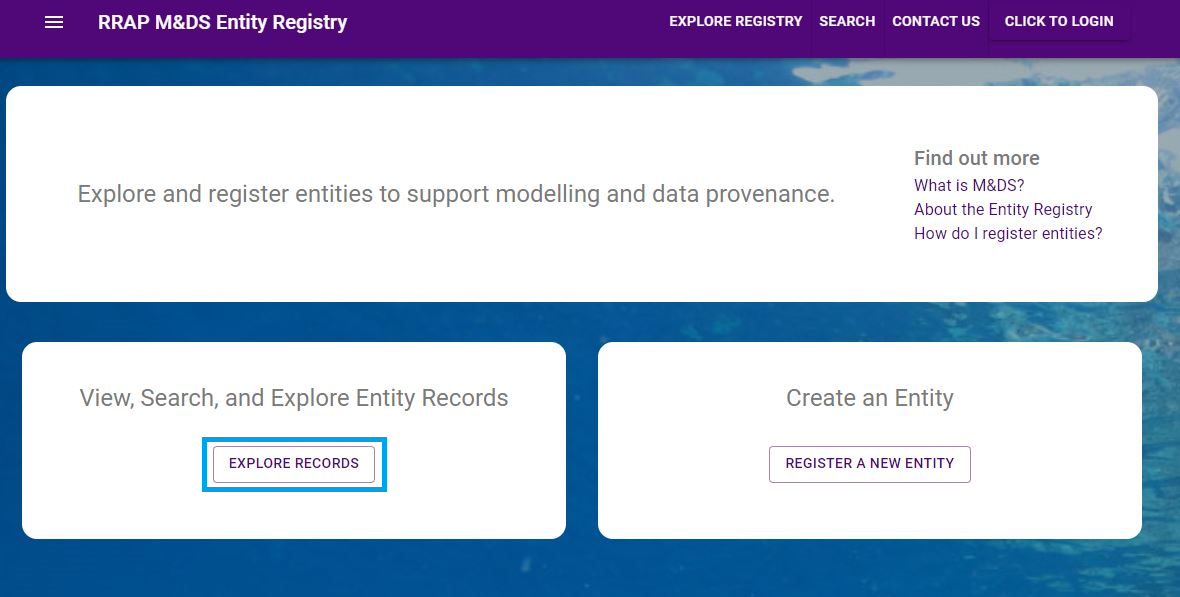 RRAP M&DS Entity Registry
EXPLORE REGISTRY
SEARCH
CONTACT US
CLICK TO LOGIN
Explore and register entities to support modelling and data provenance.
Find out more
What is M&DS?
About the Entity Registry
How do I register entities?
View, Search, and Explore Entity Records
EXPLORE RECORDS
Create an Entity
REGISTER A NEW ENTITY